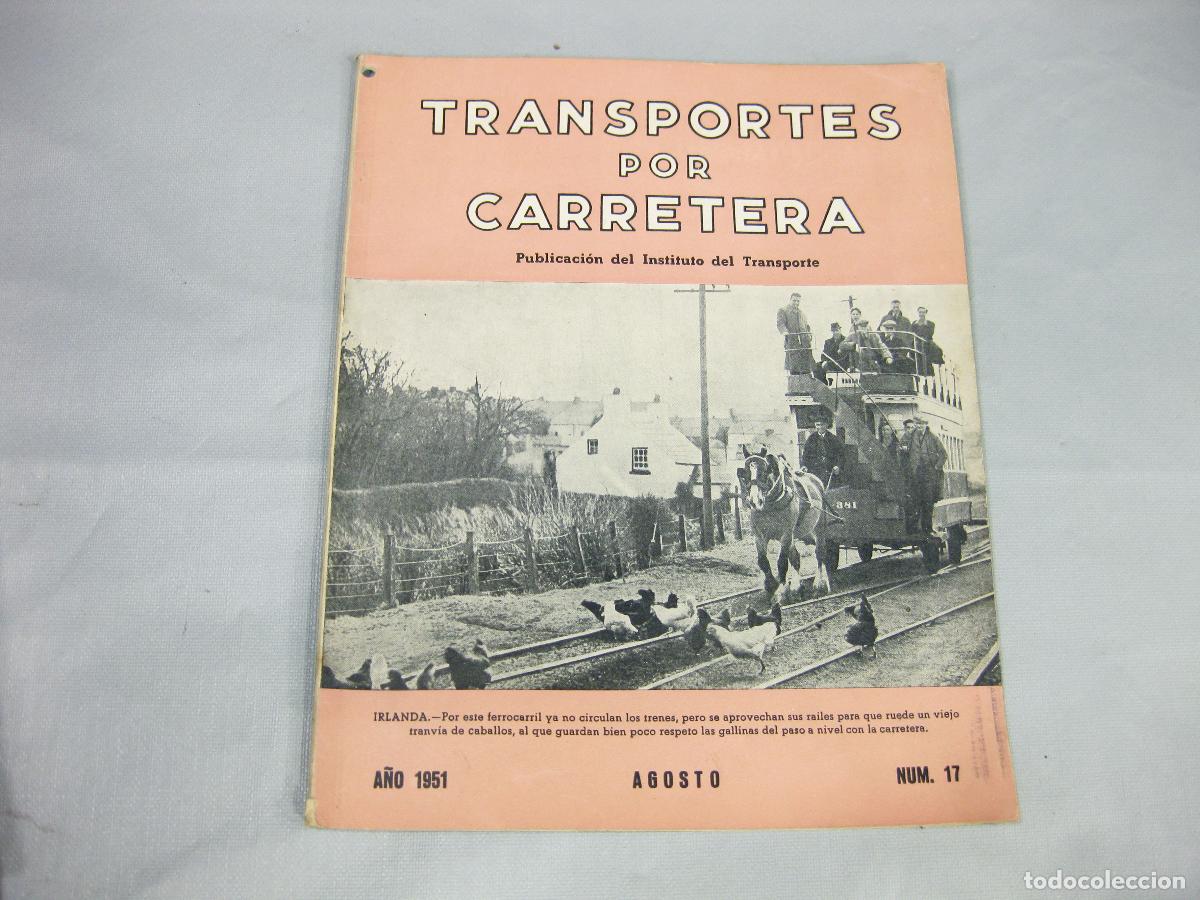 TRANSPORTES
POR
CARRETERA
Publicación del Instituto del Transporte
381
IRLANDA.—Por este ferrocarril ya no circulan los trenes, pero se aprovechan sus railes para que ruede un viejo
tranvía de caballos, al que guardan bien poco respeto las gallinas del paso a nivel con la carretera.
AÑO 1951 AGOSTO NUM. 17
todocoleccion